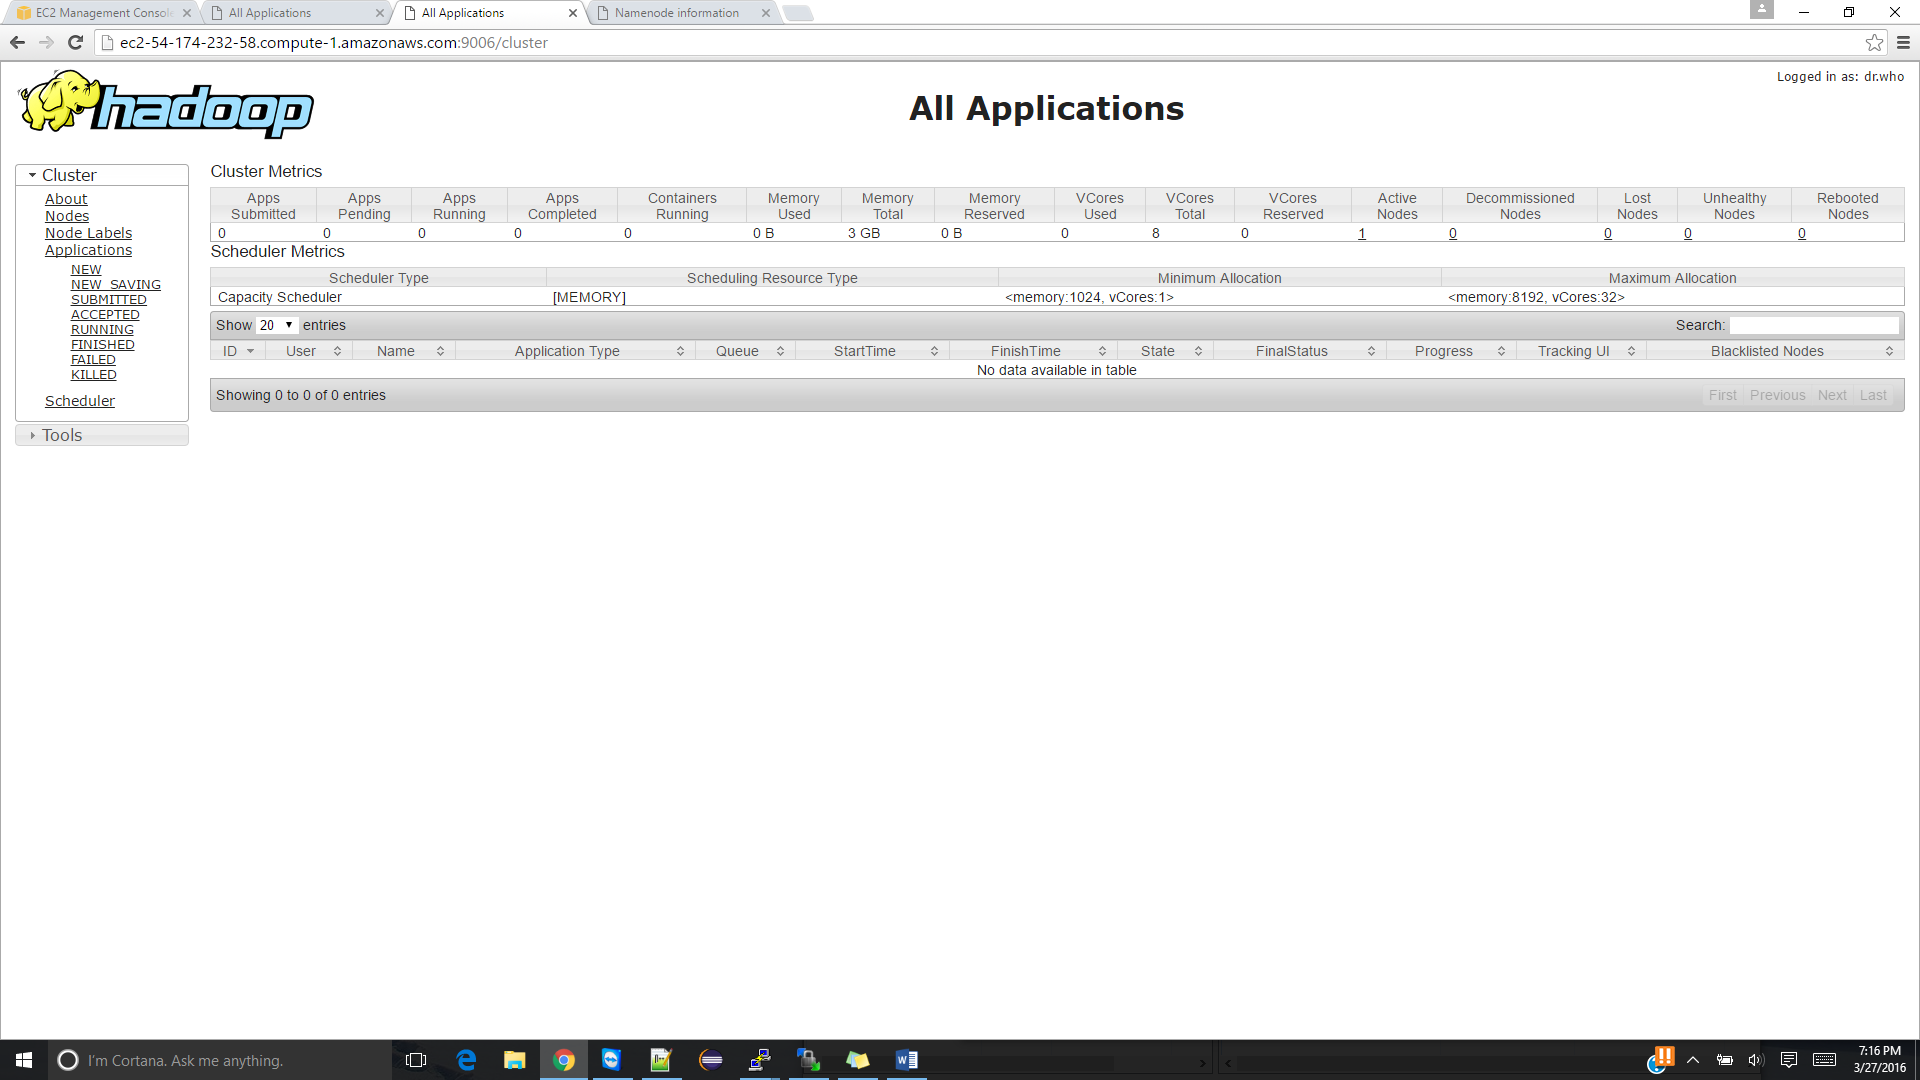 EC2 Management Consol
All Applications
All Applications
Namenode information
ec2-54-174-232-58.compute-1.amazonaws.com:9006/cluster
Logged in as: dr.who
hadoop
All Applications
Cluster
About
Nodes
Node Labels
Applications
NEW
NEW_SAVING
SUBMITTED
ACCEPTED
RUNNING
FINISHED
FAILED
KILLED
Scheduler
Tools
Cluster Metrics
Apps Submitted Apps Pending Apps Running Apps Completed Containers Running Memory Used Memory Total Memory Reserved VCores Used VCores Total VCores Reserved Active Nodes Decommissioned Nodes Lost Nodes Unhealthy Nodes Rebooted Nodes
0 0 0 0 0 0 B 3 GB 0 B 0 8 0 1 0 0 0 0
Scheduler Metrics
Scheduler Type Scheduling Resource Type Minimum Allocation Maximum Allocation
Capacity Scheduler [MEMORY] <memory:1024, vCores:1> <memory:8192, vCores:32>
Show 20 entries Search:
ID User Name Application Type Queue StartTime FinishTime State FinalStatus Progress Tracking UI Blacklisted Nodes
No data available in table
Showing 0 to 0 of 0 entries First Previous Next Last
I'm Cortana. Ask me anything.
7:16 PM
3/27/2016